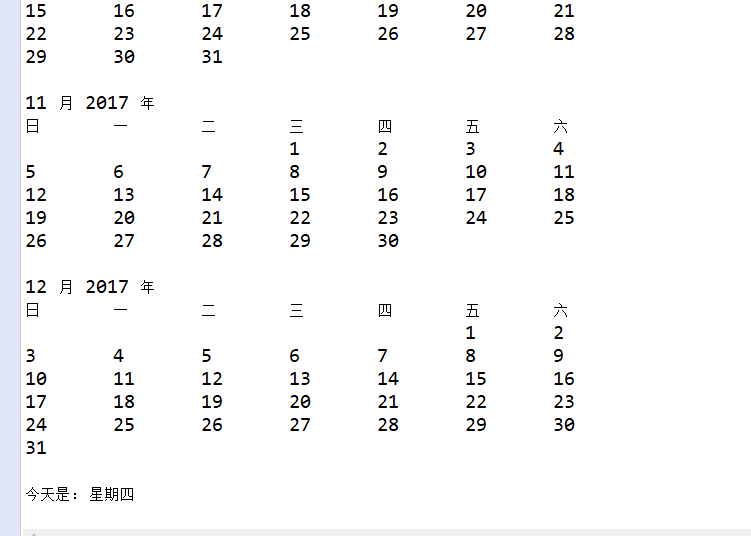 15 16 17 18 19 20 21
22 23 24 25 26 27 28
29 30 31
11 月 2017 年
日 一 二 三 四 五 六
1 2 3 4
5 6 7 8 9 10 11
12 13 14 15 16 17 18
19 20 21 22 23 24 25
26 27 28 29 30
12 月 2017 年
日 一 二 三 四 五 六
1 2
3 4 5 6 7 8 9
10 11 12 13 14 15 16
17 18 19 20 21 22 23
24 25 26 27 28 29 30
31
今天是：星期四